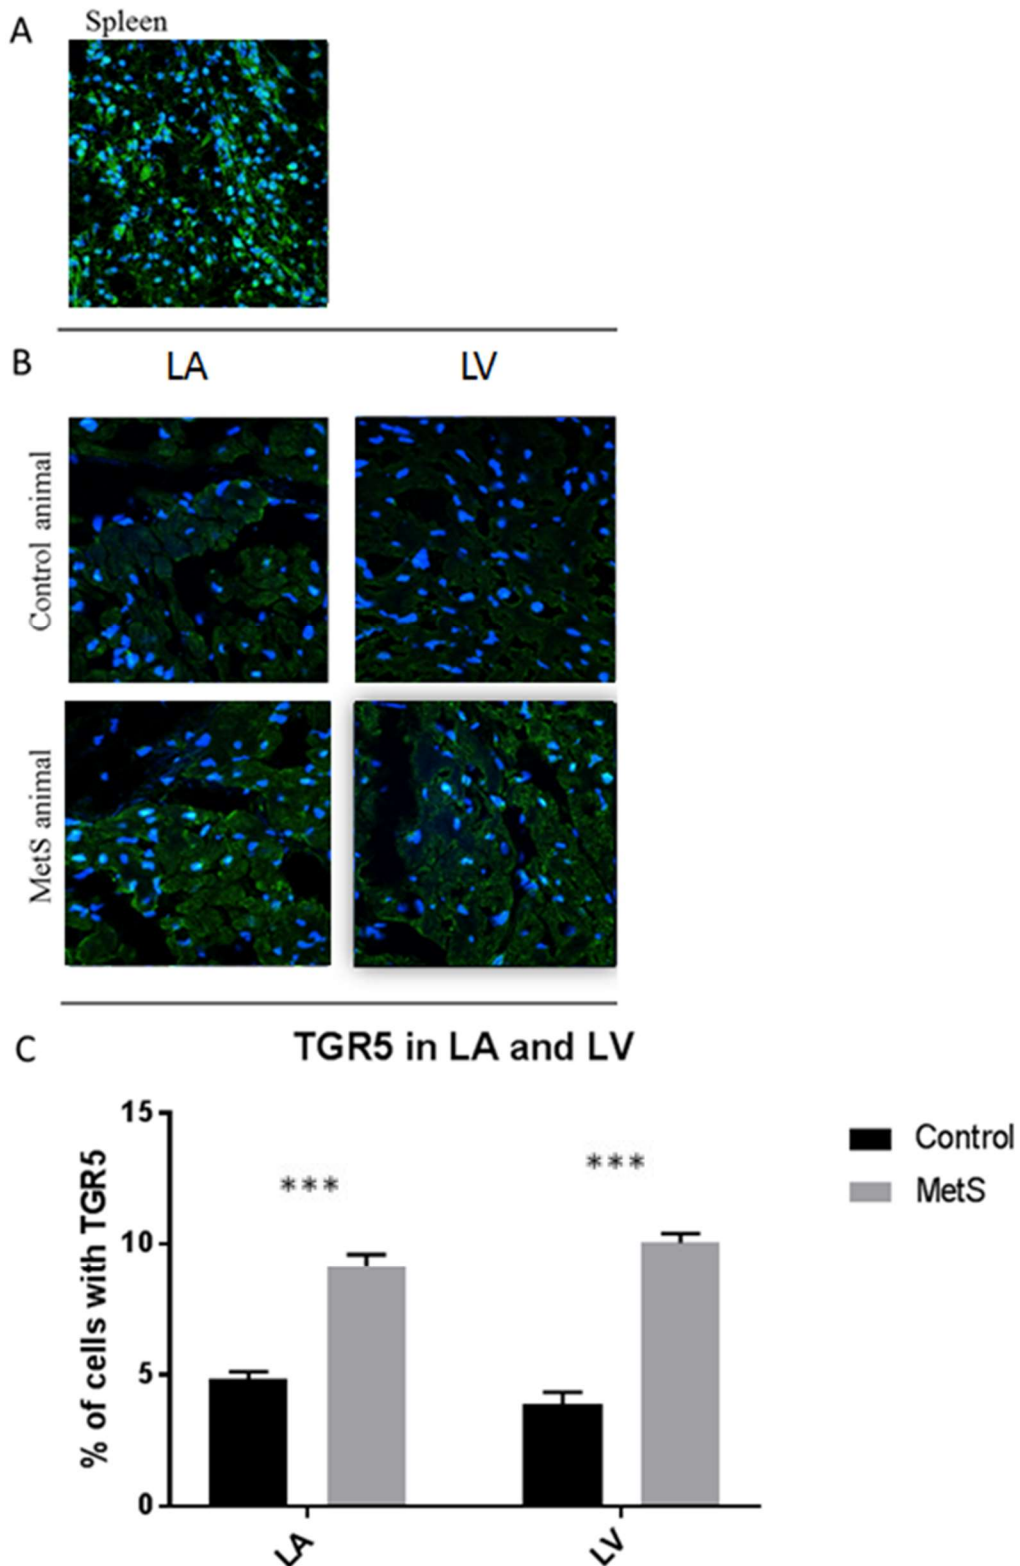 A
Spleen
B
LA
LV
Control animal
MetS animal
C
TGR5 in LA and LV
% of cells with TGR5
15
10
5
0
***
***
LA
LV
Control
MetS